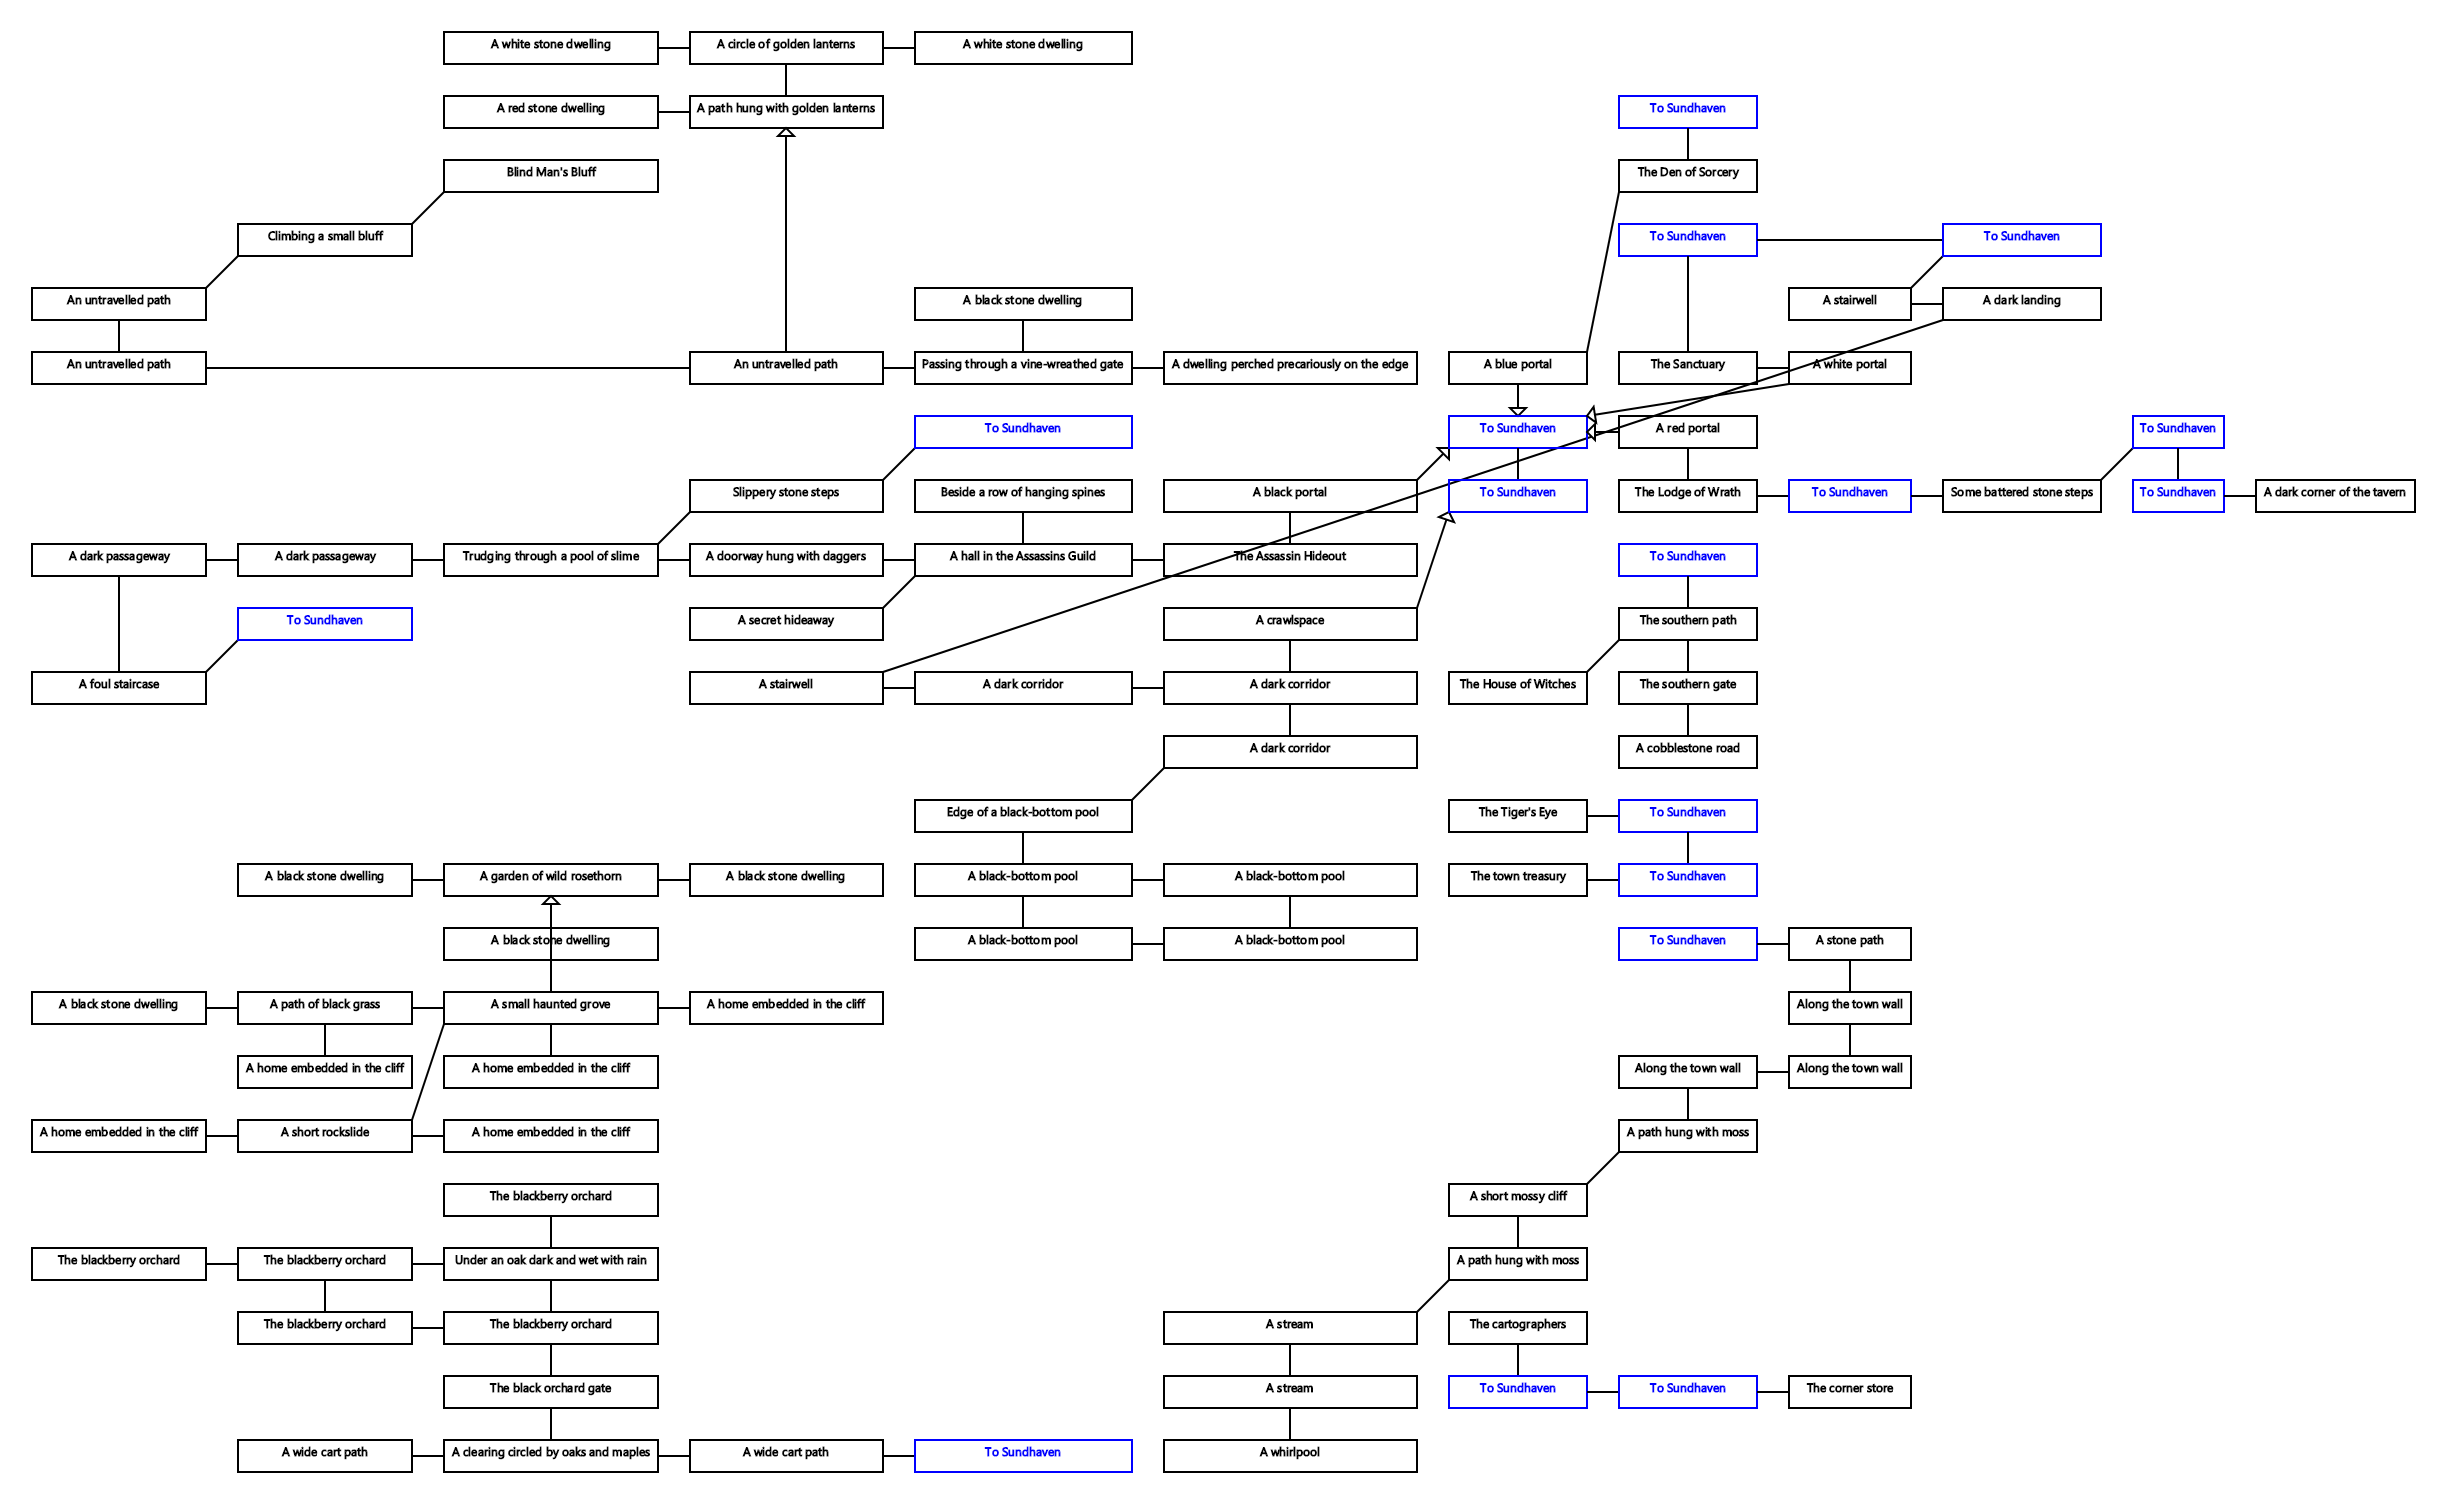 A white stone dwelling
A circle of golden lanterns
A white stone dwelling
A red stone dwelling
A path hung with golden lanterns
To Sundhaven
Blind Man's Bluff
The Den of Sorcery
Climbing a small bluff
To Sundhaven
To Sundhaven
An untravelled path
A black stone dwelling
A stairwell
A dark landing
An untravelled path
An untravelled path
Passing through a vine-wreathed gate
A dwelling perched precariously on the edge
A blue portal
The Sanctuary
A white portal
To Sundhaven
To Sundhaven
A red portal
To Sundhaven
Slippery stone steps
Beside a row of hanging spines
A black portal
To Sundhaven
The Lodge of Wrath
To Sundhaven
Some battered stone steps
To Sundhaven
A dark corner of the tavern
A dark passageway
A dark passageway
Trudging through a pool of slime
A doorway hung with daggers
A hall in the Assassins Guild
The Assassin Hideout
To Sundhaven
To Sundhaven
A secret hideaway
A crawlspace
The southern path
A foul staircase
A stairwell
A dark corridor
A dark corridor
The House of Witches
The southern gate
A dark corridor
A cobblestone road
Edge of a black-bottom pool
The Tiger's Eye
To Sundhaven
A black stone dwelling
A garden of wild rosethorn
A black stone dwelling
A black-bottom pool
A black-bottom pool
The town treasury
To Sundhaven
A black stone dwelling
A black-bottom pool
A black-bottom pool
To Sundhaven
A stone path
A black stone dwelling
A path of black grass
A small haunted grove
A home embedded in the cliff
Along the town wall
A home embedded in the cliff
A home embedded in the cliff
Along the town wall
Along the town wall
A home embedded in the cliff
A short rockslide
A home embedded in the cliff
A path hung with moss
The blackberry orchard
A short mossy cliff
The blackberry orchard
The blackberry orchard
Under an oak dark and wet with rain
A path hung with moss
The blackberry orchard
The blackberry orchard
A stream
The cartographers
The black orchard gate
A stream
To Sundhaven
To Sundhaven
The corner store
A wide cart path
A clearing circled by oaks and maples
A wide cart path
To Sundhaven
A whirlpool